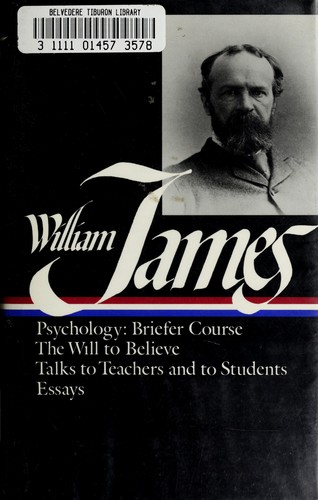 BELVEDERE TIBURON LIBRARY
3 1111 01457 3578
William James
Psychology: Briefer Course
The Will to Believe
Talks to Teachers and to Students
Essays